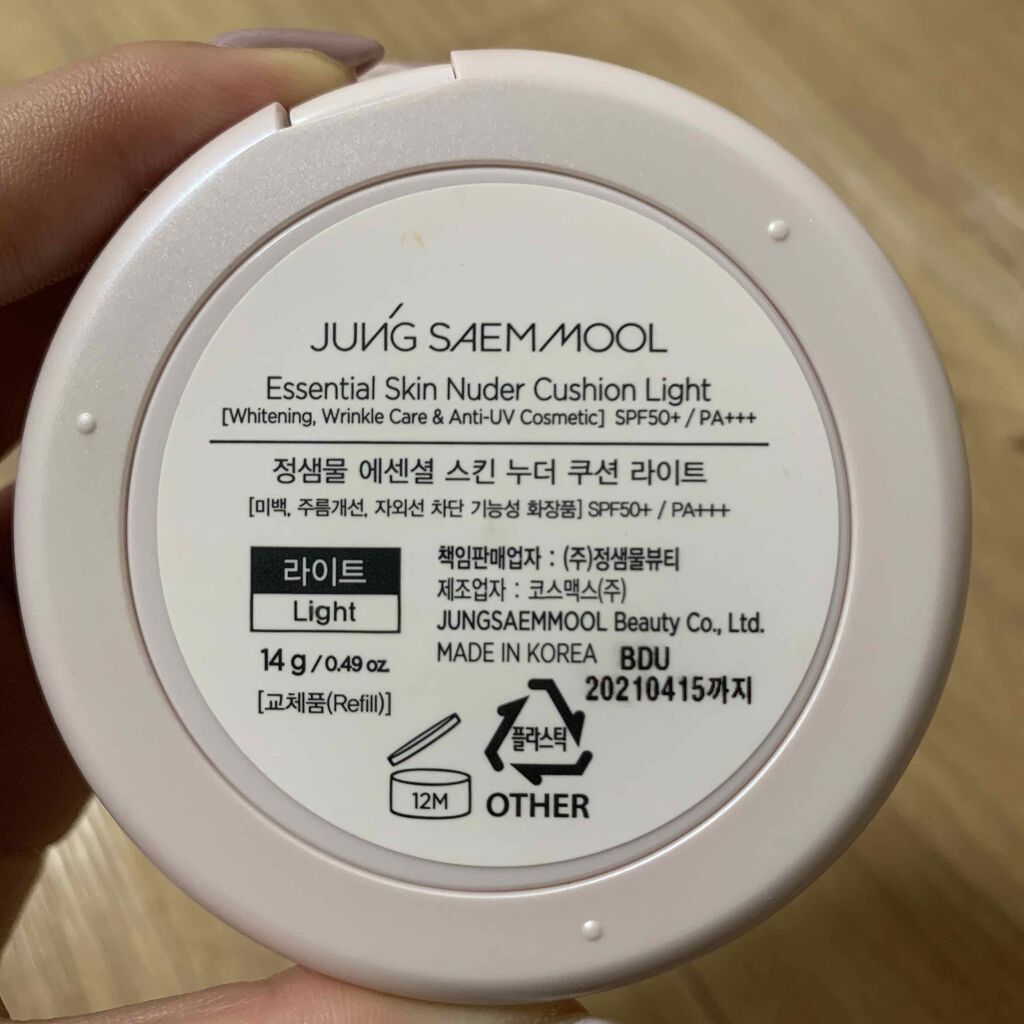 JUNG SAEMMOOL
Essential Skin Nuder Cushion Light
[Whitening, Wrinkle Care & Anti-UV Cosmetic] SPF50+ / PA+++
정샘물 에센셜 스킨 누더 쿠션 라이트
[미백, 주름개선, 자외선 차단 기능성 화장품] SPF50+ / PA+++
라이트
Light
14 g / 0.49 oz.
[교체품(Refill)]
책임판매업자 : (주)정샘물뷰티
제조업자 : 코스맥스(주)
JUNGSAEMMOOL Beauty Co., Ltd.
MADE IN KOREA BDU
20210415까지
플라스틱
OTHER
12M